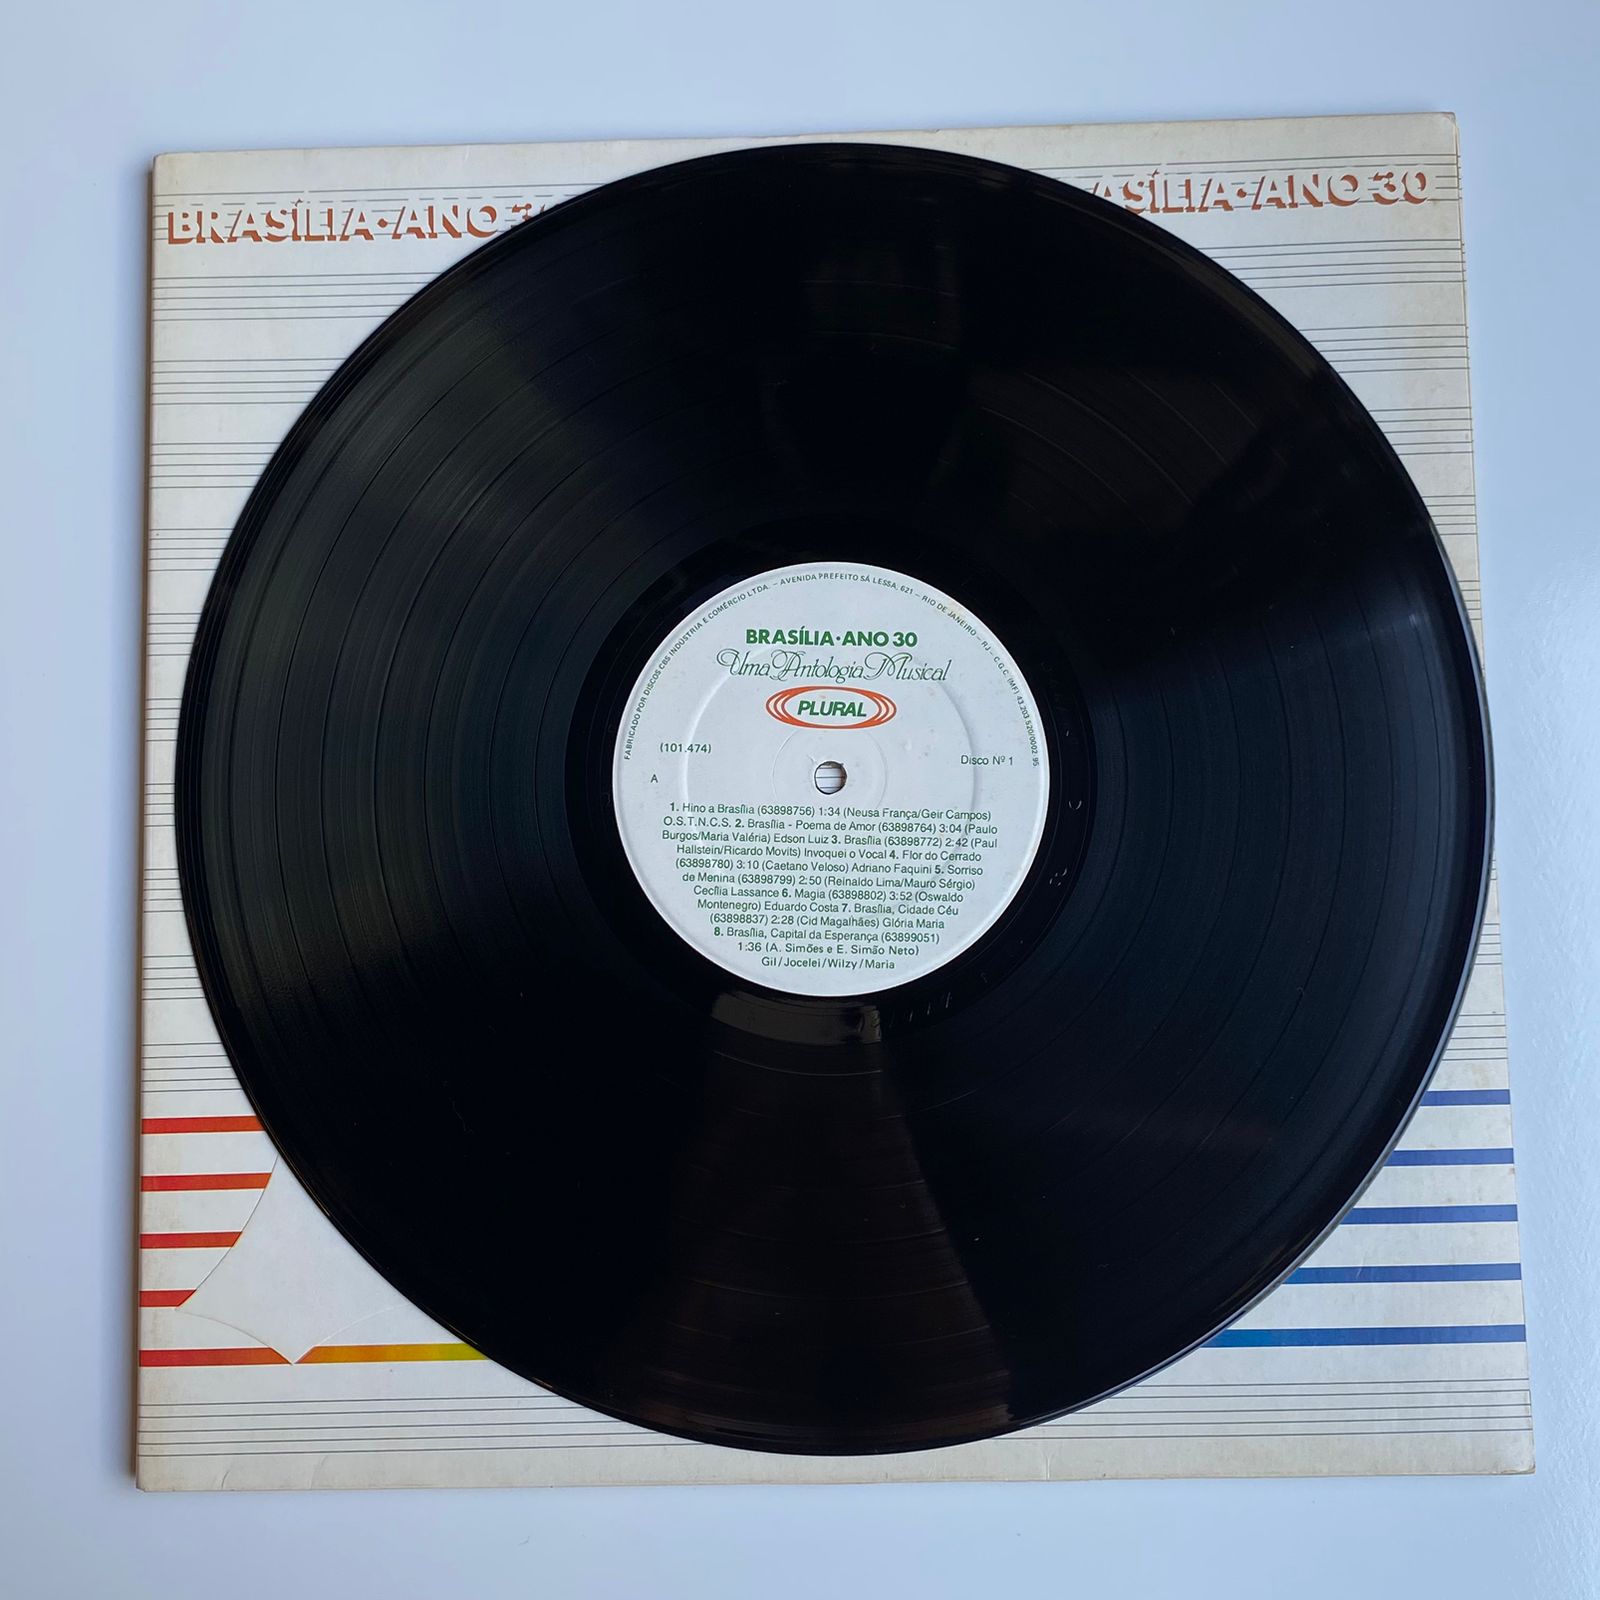 BRASÍLIA·ANO 30
ASÍLIA·ANO 30
FABRICADO POR DISCOS CBS INDÚSTRIA E COMÉRCIO LTDA. – AVENIDA PREFEITO SÁ LESSA, 621 – RIO DE JANEIRO – RJ – C.G.C. (MF) 43.203.520/0002 95
BRASÍLIA·ANO 30
Uma Antologia Musical
PLURAL
(101.474)
Disco Nº 1
A
1. Hino a Brasília (63898756) 1:34 (Neusa França/Geir Campos)
O.S.T.N.C.S. 2. Brasília - Poema de Amor (63898764) 3:04 (Paulo
Burgos/Maria Valéria) Edson Luiz 3. Brasília (63898772) 2:42 (Paul
Hallstein/Ricardo Movits) Invoquei o Vocal 4. Flor do Cerrado
(63898780) 3:10 (Caetano Veloso) Adriano Faquini 5. Sorriso
de Menina (63898799) 2:50 (Reinaldo Lima/Mauro Sérgio)
Cecília Lassance 6. Magia (63898802) 3:52 (Oswaldo
Montenegro) Eduardo Costa 7. Brasília, Cidade Céu
(63898837) 2:28 (Cid Magalhães) Glória Maria
8. Brasília, Capital da Esperança (63899051)
1:36 (A. Simões e E. Simão Neto)
Gil/Jocelei/Wilzy/Maria